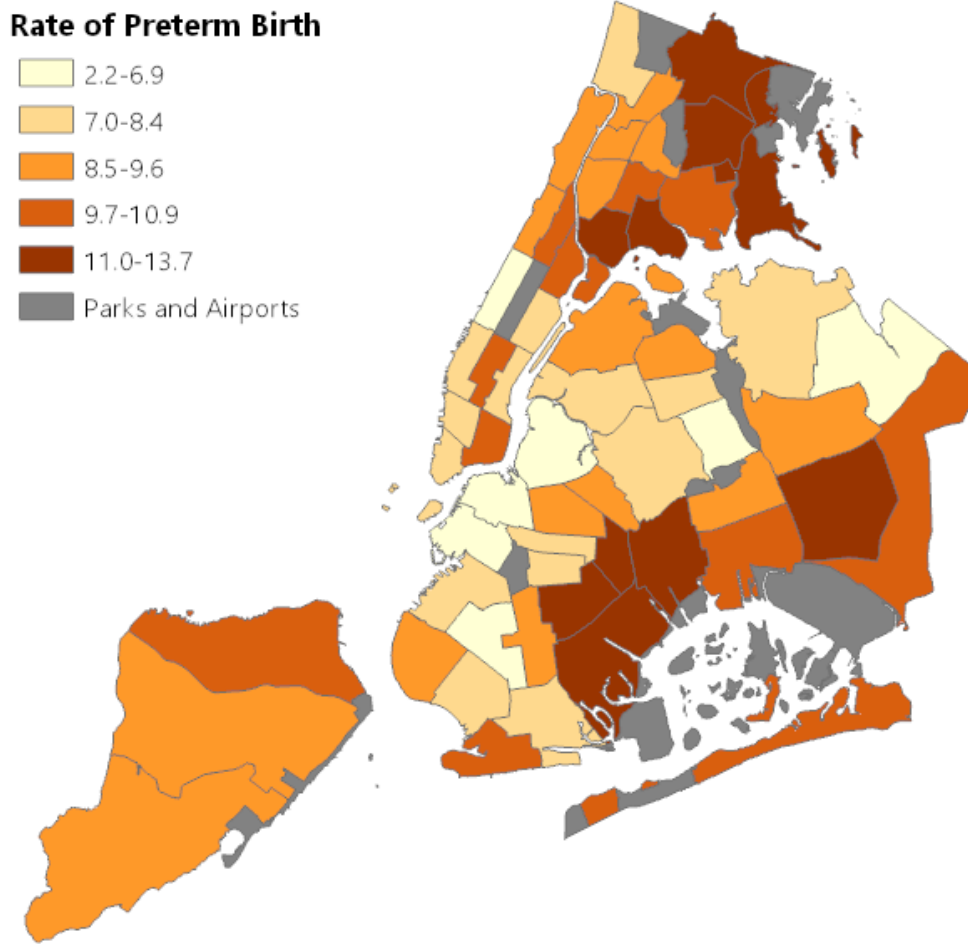 Rate of Preterm Birth
2.2-6.9
7.0-8.4
8.5-9.6
9.7-10.9
11.0-13.7
Parks and Airports